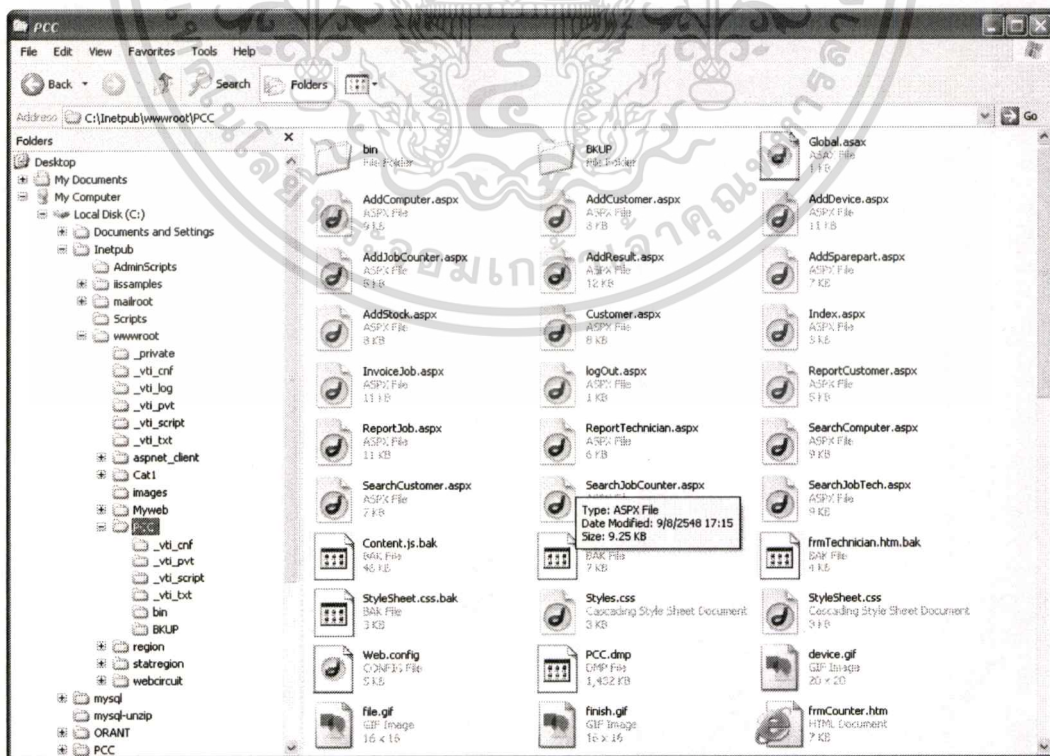 PCC
File Edit View Favorites Tools Help
Back Search Folders
Address C:\Inetpub\wwwroot\PCC Go
Folders
Desktop
My Documents
My Computer
Local Disk (C:)
Documents and Settings
Inetpub
AdminScripts
iissamples
mailroot
Scripts
wwwroot
_private
_vti_cnf
_vti_log
_vti_pvt
_vti_script
_vti_txt
aspnet_client
Cat1
images
Myweb
PCC
_vti_cnf
_vti_pvt
_vti_script
_vti_txt
bin
BKUP
region
statregion
webcircuit
mysql
mysql-unzip
ORANT
PCC
bin
File Folder
BKUP
File Folder
Global.asax
ASAX File
1 KB
AddComputer.aspx
ASPX File
9 KB
AddCustomer.aspx
ASPX File
8 KB
AddDevice.aspx
ASPX File
11 KB
AddJobCounter.aspx
ASPX File
AddResult.aspx
ASPX File
12 KB
AddSparepart.aspx
ASPX File
7 KB
AddStock.aspx
ASPX File
8 KB
Customer.aspx
ASPX File
8 KB
Index.aspx
ASPX File
5 KB
InvoiceJob.aspx
ASPX File
11 KB
logOut.aspx
ASPX File
1 KB
ReportCustomer.aspx
ASPX File
5 KB
ReportJob.aspx
ASPX File
11 KB
ReportTechnician.aspx
ASPX File
6 KB
SearchComputer.aspx
ASPX File
9 KB
SearchCustomer.aspx
ASPX File
7 KB
SearchJobCounter.aspx
Type: ASPX File
Date Modified: 9/8/2548 17:15
Size: 9.25 KB
SearchJobTech.aspx
ASPX File
9 KB
Content.js.bak
BAK File
46 KB
BAK File
7 KB
frmTechnician.htm.bak
BAK File
4 KB
StyleSheet.css.bak
BAK File
3 KB
Styles.css
Cascading Style Sheet Document
3 KB
StyleSheet.css
Cascading Style Sheet Document
3 KB
Web.config
CONFIG File
5 KB
PCC.dmp
DMP File
1,432 KB
device.gif
GIF Image
20 x 20
file.gif
GIF Image
16 x 16
finish.gif
GIF Image
16 x 16
frmCounter.htm
HTML Document
7 KB